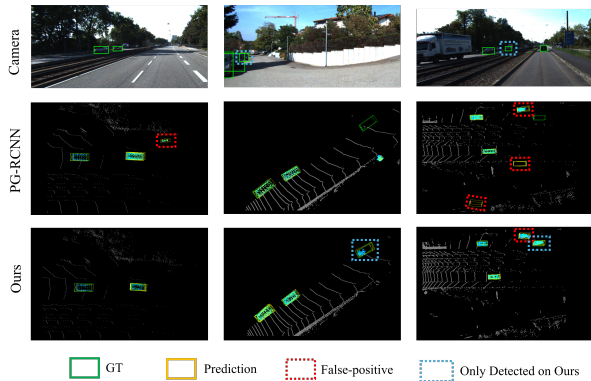 Camera
PG-RCNN
Ours
GT
Prediction
False-positive
Only Detected on Ours